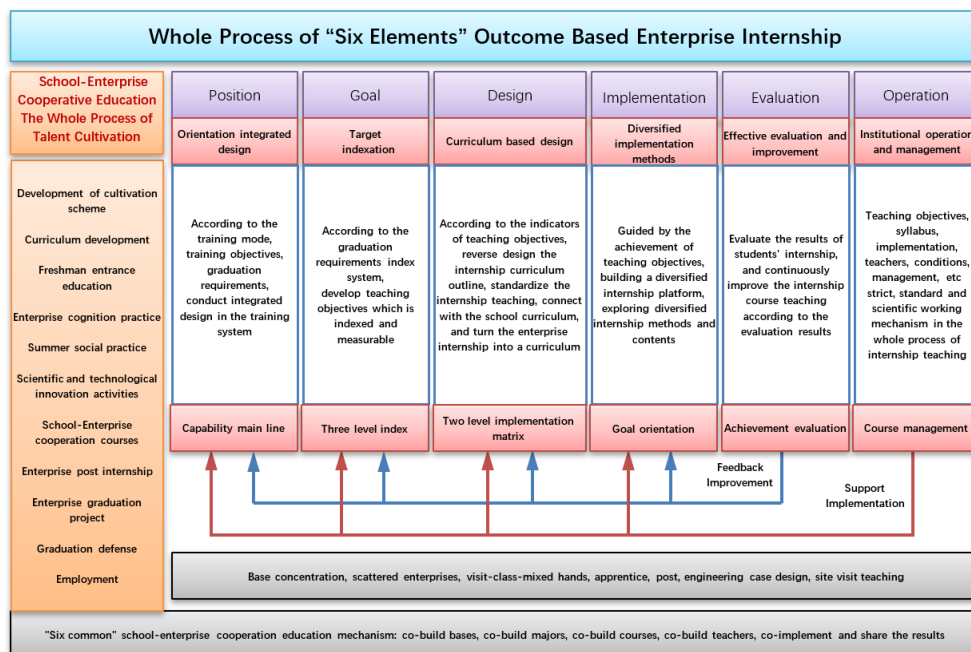 Whole Process of “Six Elements” Outcome Based Enterprise Internship
School-Enterprise
Cooperative Education
The Whole Process of
Talent Cultivation
Development of cultivation
scheme
Curriculum development
Freshman entrance
education
Enterprise cognition practice
Summer social practice
Scientific and technological
innovation activities
School-Enterprise
cooperation courses
Enterprise post internship
Enterprise graduation
project
Graduation defense
Employment
Position
Orientation integrated
design
According to the
training mode,
training objectives,
graduation
requirements,
conduct integrated
design in the training
system
Capability main line
Goal
Target
indexation
According to the
graduation
requirements index
system,
develop teaching
objectives which is
indexed and
measurable
Three level index
Design
Curriculum based design
According to the indicators
of teaching objectives,
reverse design the
internship curriculum
outline, standardize the
internship teaching, connect
with the school curriculum,
and turn the enterprise
internship into a curriculum
Two level implementation
matrix
Implementation
Diversified
implementation
methods
Guided by the
achievement of
teaching objectives,
building a diversified
internship platform,
exploring diversified
internship methods and
contents
Goal orientation
Evaluation
Effective evaluation and
improvement
Evaluate the results of
students' internship,
and continuously
improve the internship
course teaching
according to the
evaluation results
Achievement evaluation
Operation
Institutional operation
and management
Teaching objectives,
syllabus,
implementation,
teachers, conditions,
management, etc
strict, standard and
scientific working
mechanism in the
whole process of
internship teaching
Course management
Feedback
Improvement
Support
Implementation
Base concentration, scattered enterprises, visit-class-mixed hands, apprentice, post, engineering case design, site visit teaching
"Six common" school-enterprise cooperation education mechanism: co-build bases, co-build majors, co-build courses, co-build teachers, co-implement and share the results